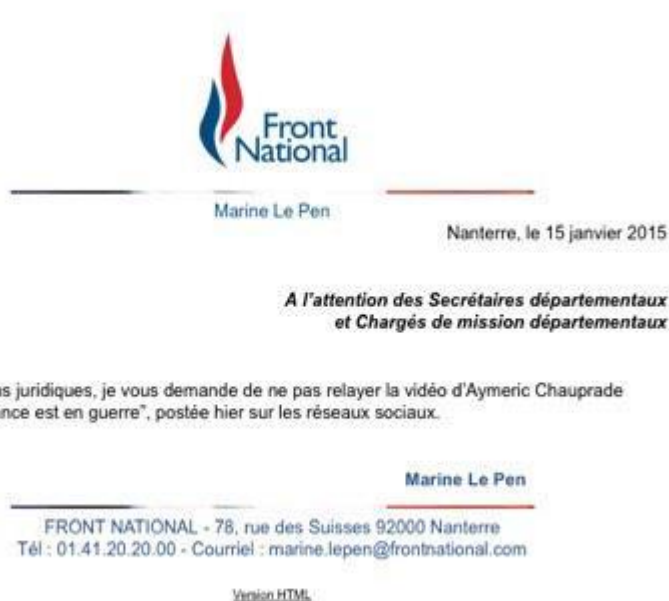 Front
National
Marine Le Pen
Nanterre, le 15 janvier 2015
A l'attention des Secrétaires départementaux
et Chargés de mission départementaux
juridiques, je vous demande de ne pas relayer la vidéo d'Aymeric Chauprade
est en guerre", postée hier sur les réseaux sociaux.
Marine Le Pen
FRONT NATIONAL - 78, rue des Suisses 92000 Nanterre
Tél : 01.41.20.20.00 - Courriel : marine.lepen@frontnational.com
Version HTML